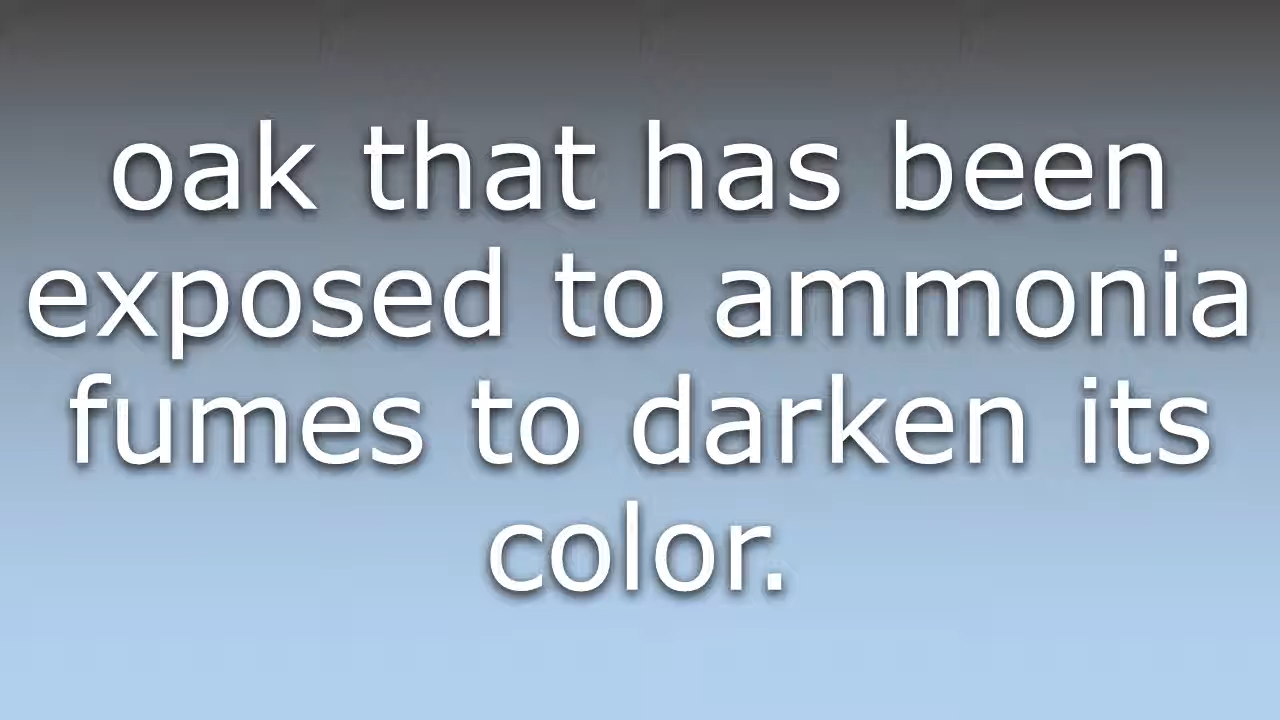 oak that has been
exposed to ammonia
fumes to darken its
color.